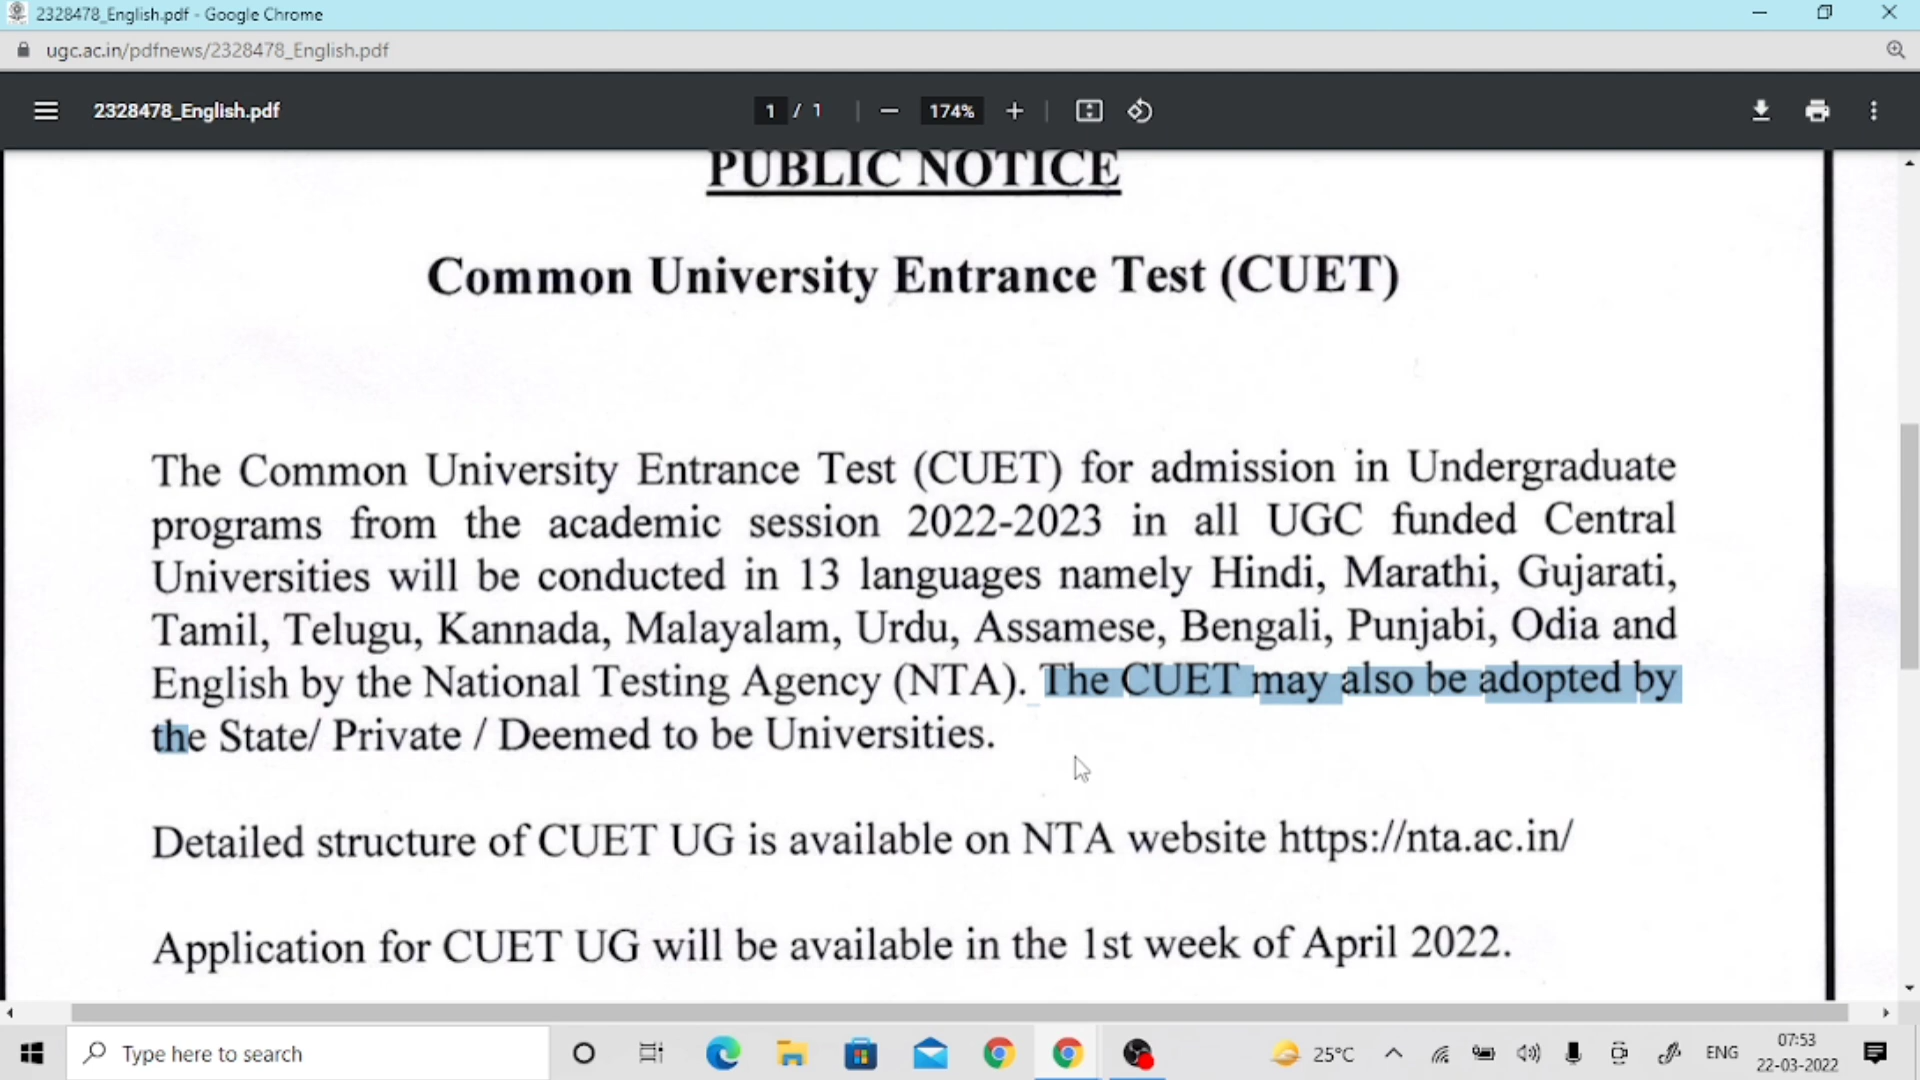 2328478_English.pdf - Google Chrome
ugc.ac.in/pdfnews/2328478_English.pdf
2328478_English.pdf
1 / 1
174%
PUBLIC NOTICE
Common University Entrance Test (CUET)
The Common University Entrance Test (CUET) for admission in Undergraduate
programs from the academic session 2022-2023 in all UGC funded Central
Universities will be conducted in 13 languages namely Hindi, Marathi, Gujarati,
Tamil, Telugu, Kannada, Malayalam, Urdu, Assamese, Bengali, Punjabi, Odia and
English by the National Testing Agency (NTA). The CUET may also be adopted by
the State/ Private / Deemed to be Universities.
Detailed structure of CUET UG is available on NTA website https://nta.ac.in/
Application for CUET UG will be available in the 1st week of April 2022.
Type here to search
25°C
ENG
07:53
22-03-2022